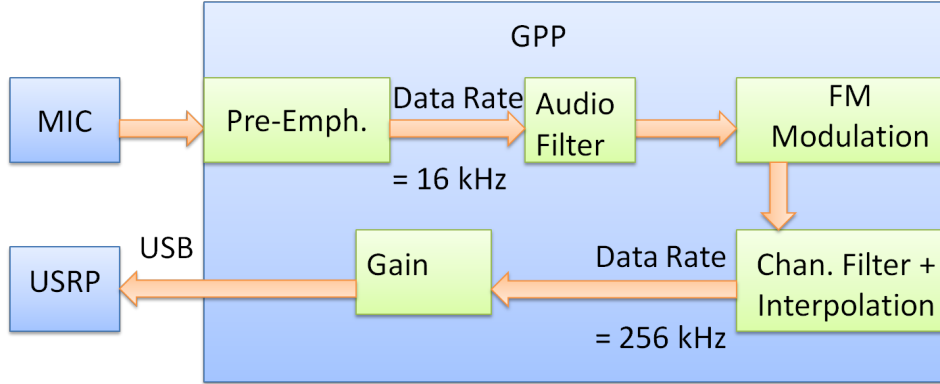 GPP
MIC
Pre-Emph.
Data Rate
= 16 kHz
Audio
Filter
FM
Modulation
USRP
USB
Gain
Data Rate
= 256 kHz
Chan. Filter +
Interpolation